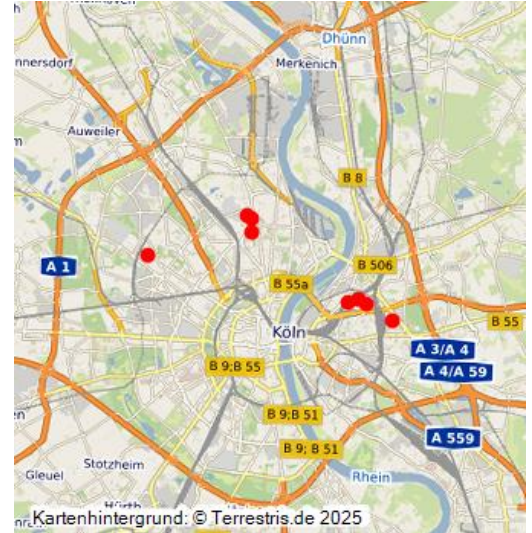 Dhünn
nnersdorf
Merkenich
Auweiler
B 8
A 1
B 506
B 55a
B 55
Köln
A 3/A 4
B 9;B 55
A 4/A 59
B 9;B 51
A 559
B 9; B 51
Stotzheim
Gleuel
Rhein
Hürth
Kartenhintergrund: © Terrestris.de 2025